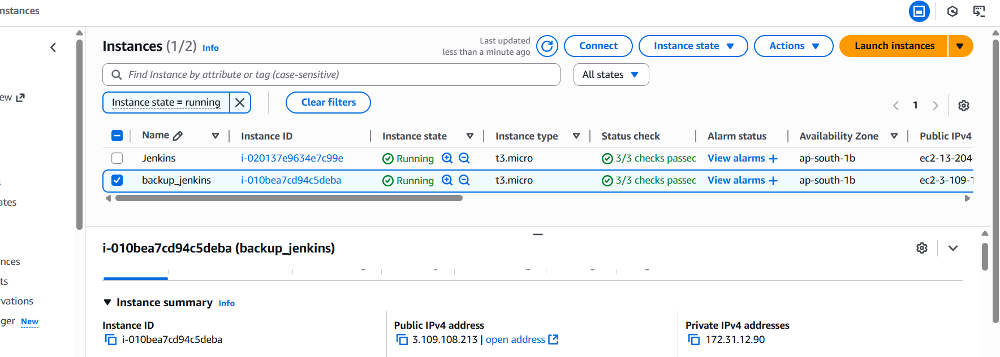 nstances
Instances (1/2) Info
Last updated
less than a minute ago
Connect
Instance state
Actions
Launch instances
Find Instance by attribute or tag (case-sensitive)
All states
ew
Instance state = running
Clear filters
1
Name Instance ID Instance state Instance type Status check Alarm status Availability Zone Public IPv4
Jenkins i-020137e9634e7c99e Running t3.micro 3/3 checks passed View alarms + ap-south-1b ec2-13-204-
backup_jenkins i-010bea7cd94c5deba Running t3.micro 3/3 checks passed View alarms + ap-south-1b ec2-3-109-1
ates
i-010bea7cd94c5deba (backup_jenkins)
nces
ts
vations
ger New
Instance summary Info
Instance ID
i-010bea7cd94c5deba
Public IPv4 address
3.109.108.213 | open address
Private IPv4 addresses
172.31.12.90